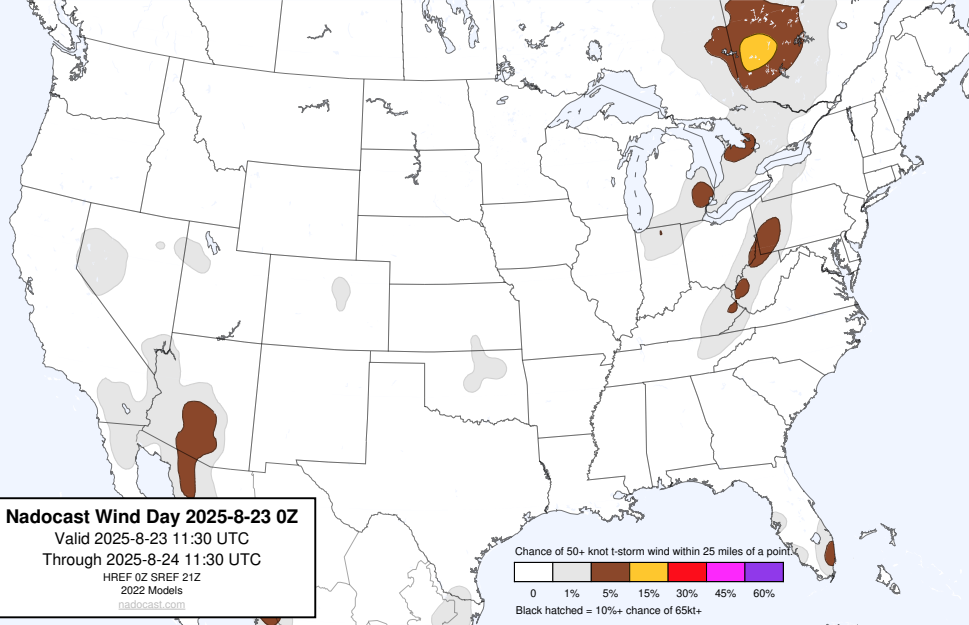 Nadocast Wind Day 2025-8-23 0Z
Valid 2025-8-23 11:30 UTC
Through 2025-8-24 11:30 UTC
HREF 0Z SREF 21Z
2022 Models
nadocast.com
Chance of 50+ knot t-storm wind within 25 miles of a point.
0 1% 5% 15% 30% 45% 60%
Black hatched = 10%+ chance of 65kt+